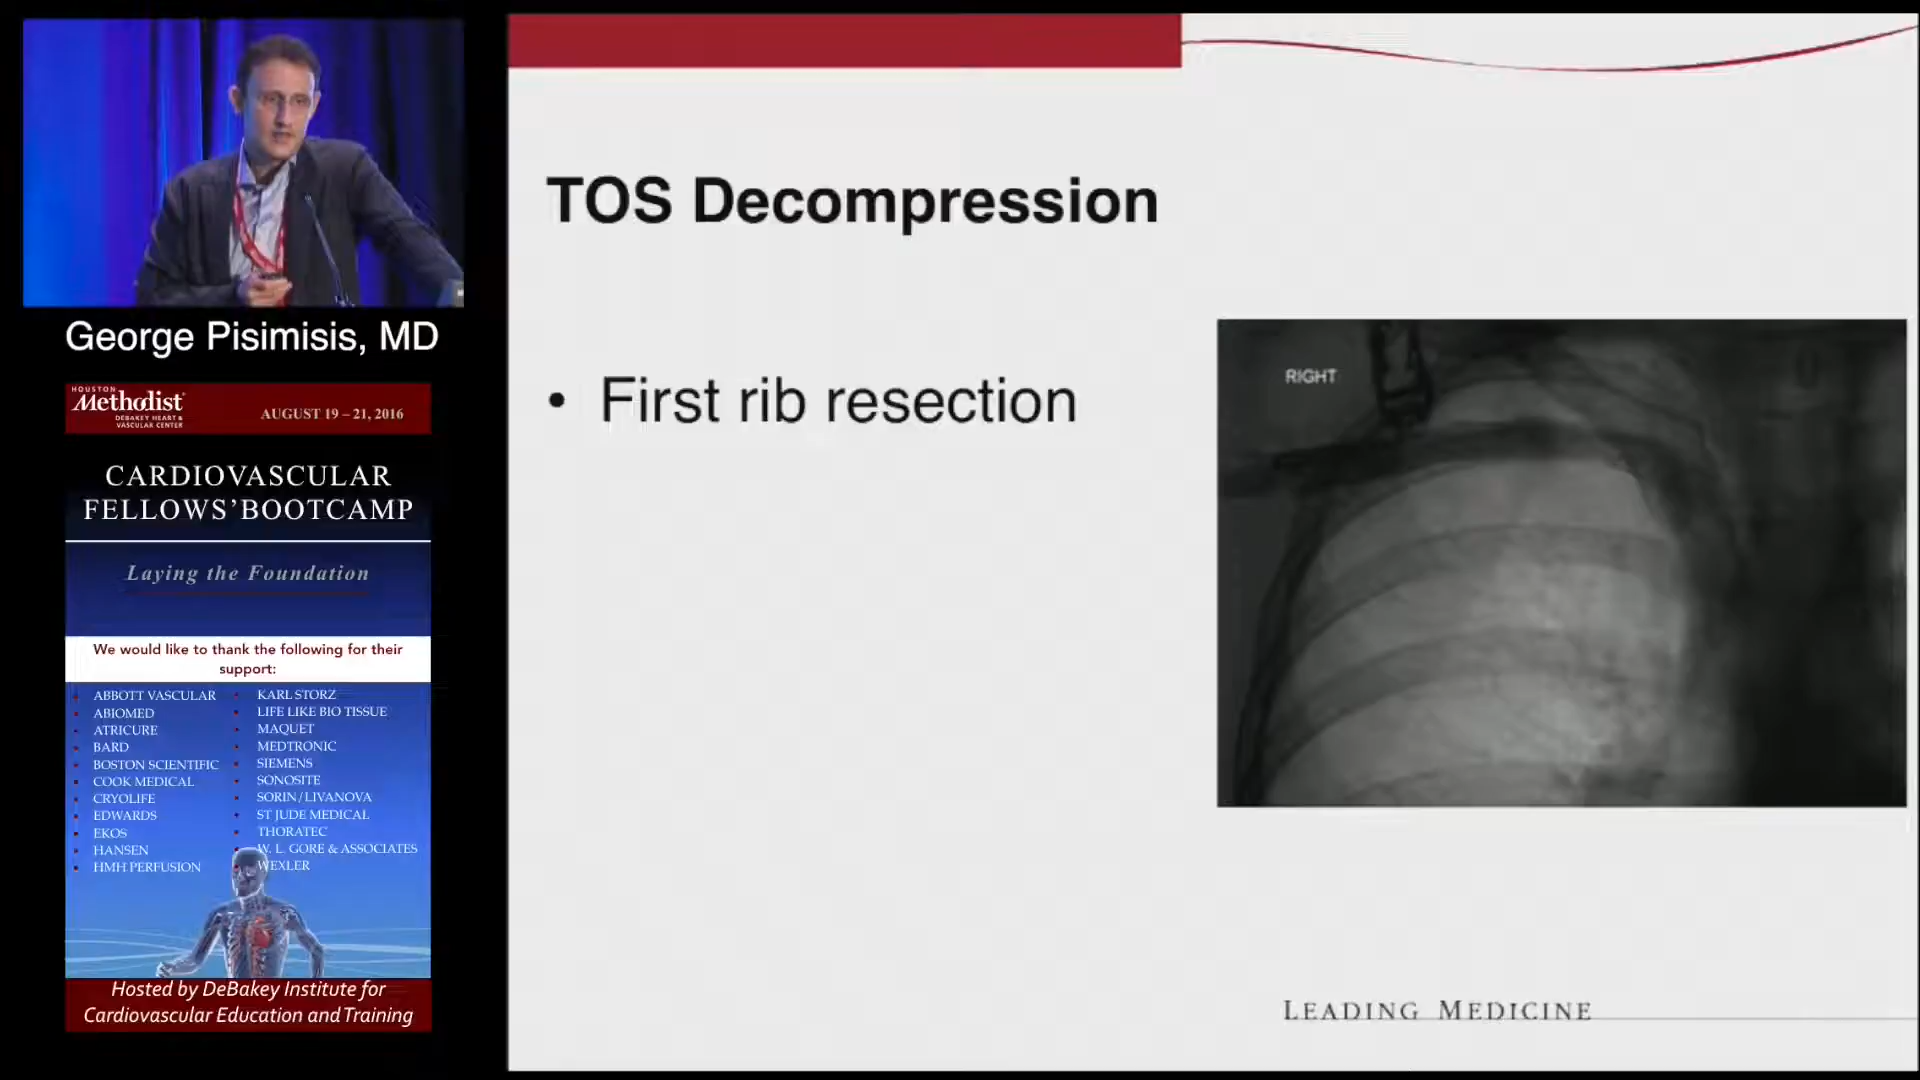 George Pisimisis, MD
HOUSTON
Methodist
DEBAKEY HEART &
VASCULAR CENTER
AUGUST 19 – 21, 2016
CARDIOVASCULAR
FELLOWS’BOOTCAMP
Laying the Foundation
We would like to thank the following for their
support:
ABBOTT VASCULAR
ABIOMED
ATRICURE
BARD
BOSTON SCIENTIFIC
COOK MEDICAL
CRYOLIFE
EDWARDS
EKOS
HANSEN
HMH PERFUSION
KARL STORZ
LIFE LIKE BIO TISSUE
MAQUET
MEDTRONIC
SIEMENS
SONOSITE
SORIN/LIVANOVA
ST JUDE MEDICAL
THORATEC
W. L. GORE & ASSOCIATES
WEXLER
Hosted by DeBakey Institute for
Cardiovascular Education and Training
TOS Decompression
• First rib resection
RIGHT
LEADING MEDICINE